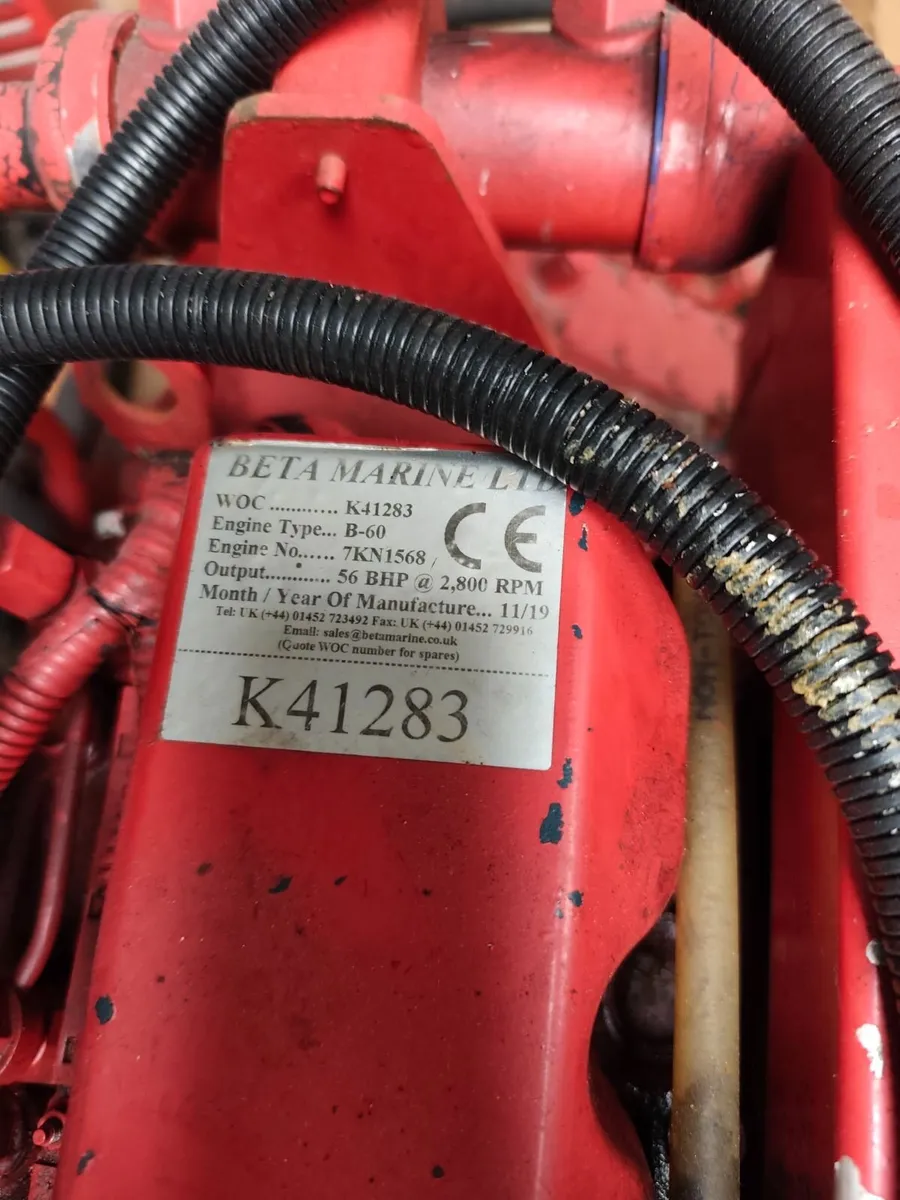 BETA MARINE LTD
WOC ............ K41283
Engine Type... B-60
Engine No...... 7KN1568 /
CE
Output............ 56 BHP @ 2,800 RPM
Month / Year Of Manufacture... 11/19
Tel: UK (+44) 01452 723492 Fax: UK (+44) 01452 729916
Email: sales@betamarine.co.uk
(Quote WOC number for spares)
K41283